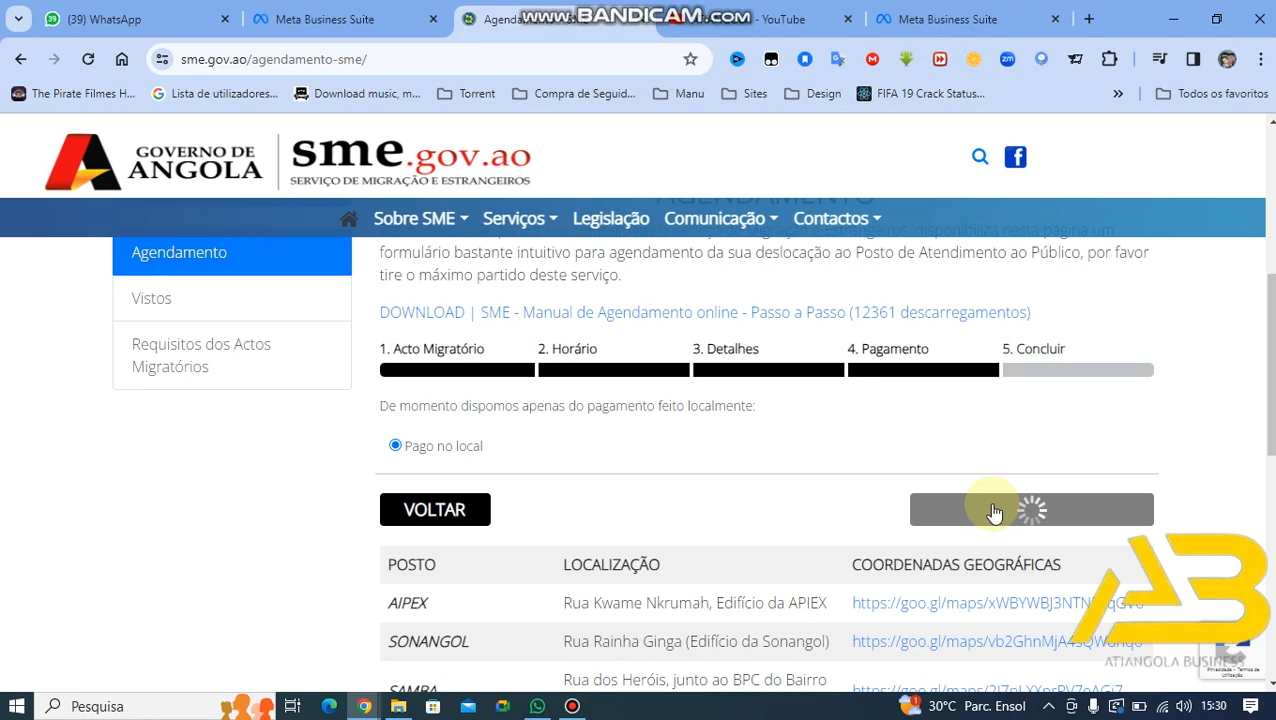 (39) WhatsApp
Meta Business Suite
www.BANDICAM.com
- YouTube
Meta Business Suite
sme.gov.ao/agendamento-sme/
The Pirate Filmes H...
Lista de utilizadores...
Download music, m...
Torrent
Compra de Seguid...
Manu
Sites
Design
FIFA 19 Crack Status...
»
Todos os favoritos
GOVERNO DE
ANGOLA
sme.gov.ao
SERVIÇO DE MIGRAÇÃO E ESTRANGEIROS
Sobre SME
Serviços
Legislação
Comunicação
Contactos
Agendamento
Vistos
Requisitos dos Actos
Migratórios
formulário bastante intuitivo para agendamento da sua deslocação ao Posto de Atendimento ao Público, por favor
tire o máximo partido deste serviço.
DOWNLOAD | SME - Manual de Agendamento online - Passo a Passo (12361 descarregamentos)
1. Acto Migratório
2. Horário
3. Detalhes
4. Pagamento
5. Concluir
De momento dispomos apenas do pagamento feito localmente:
Pago no local
VOLTAR
POSTO
LOCALIZAÇÃO
COORDENADAS GEOGRÁFICAS
AIPEX
Rua Kwame Nkrumah, Edifício da APIEX
SONANGOL
Rua Rainha Ginga (Edifício da Sonangol)
Rua dos Heróis, junto ao BPC do Bairro
AB
ATIANGOLA BUSINESS
Pesquisa
30°C Parc. Ensol
15:30